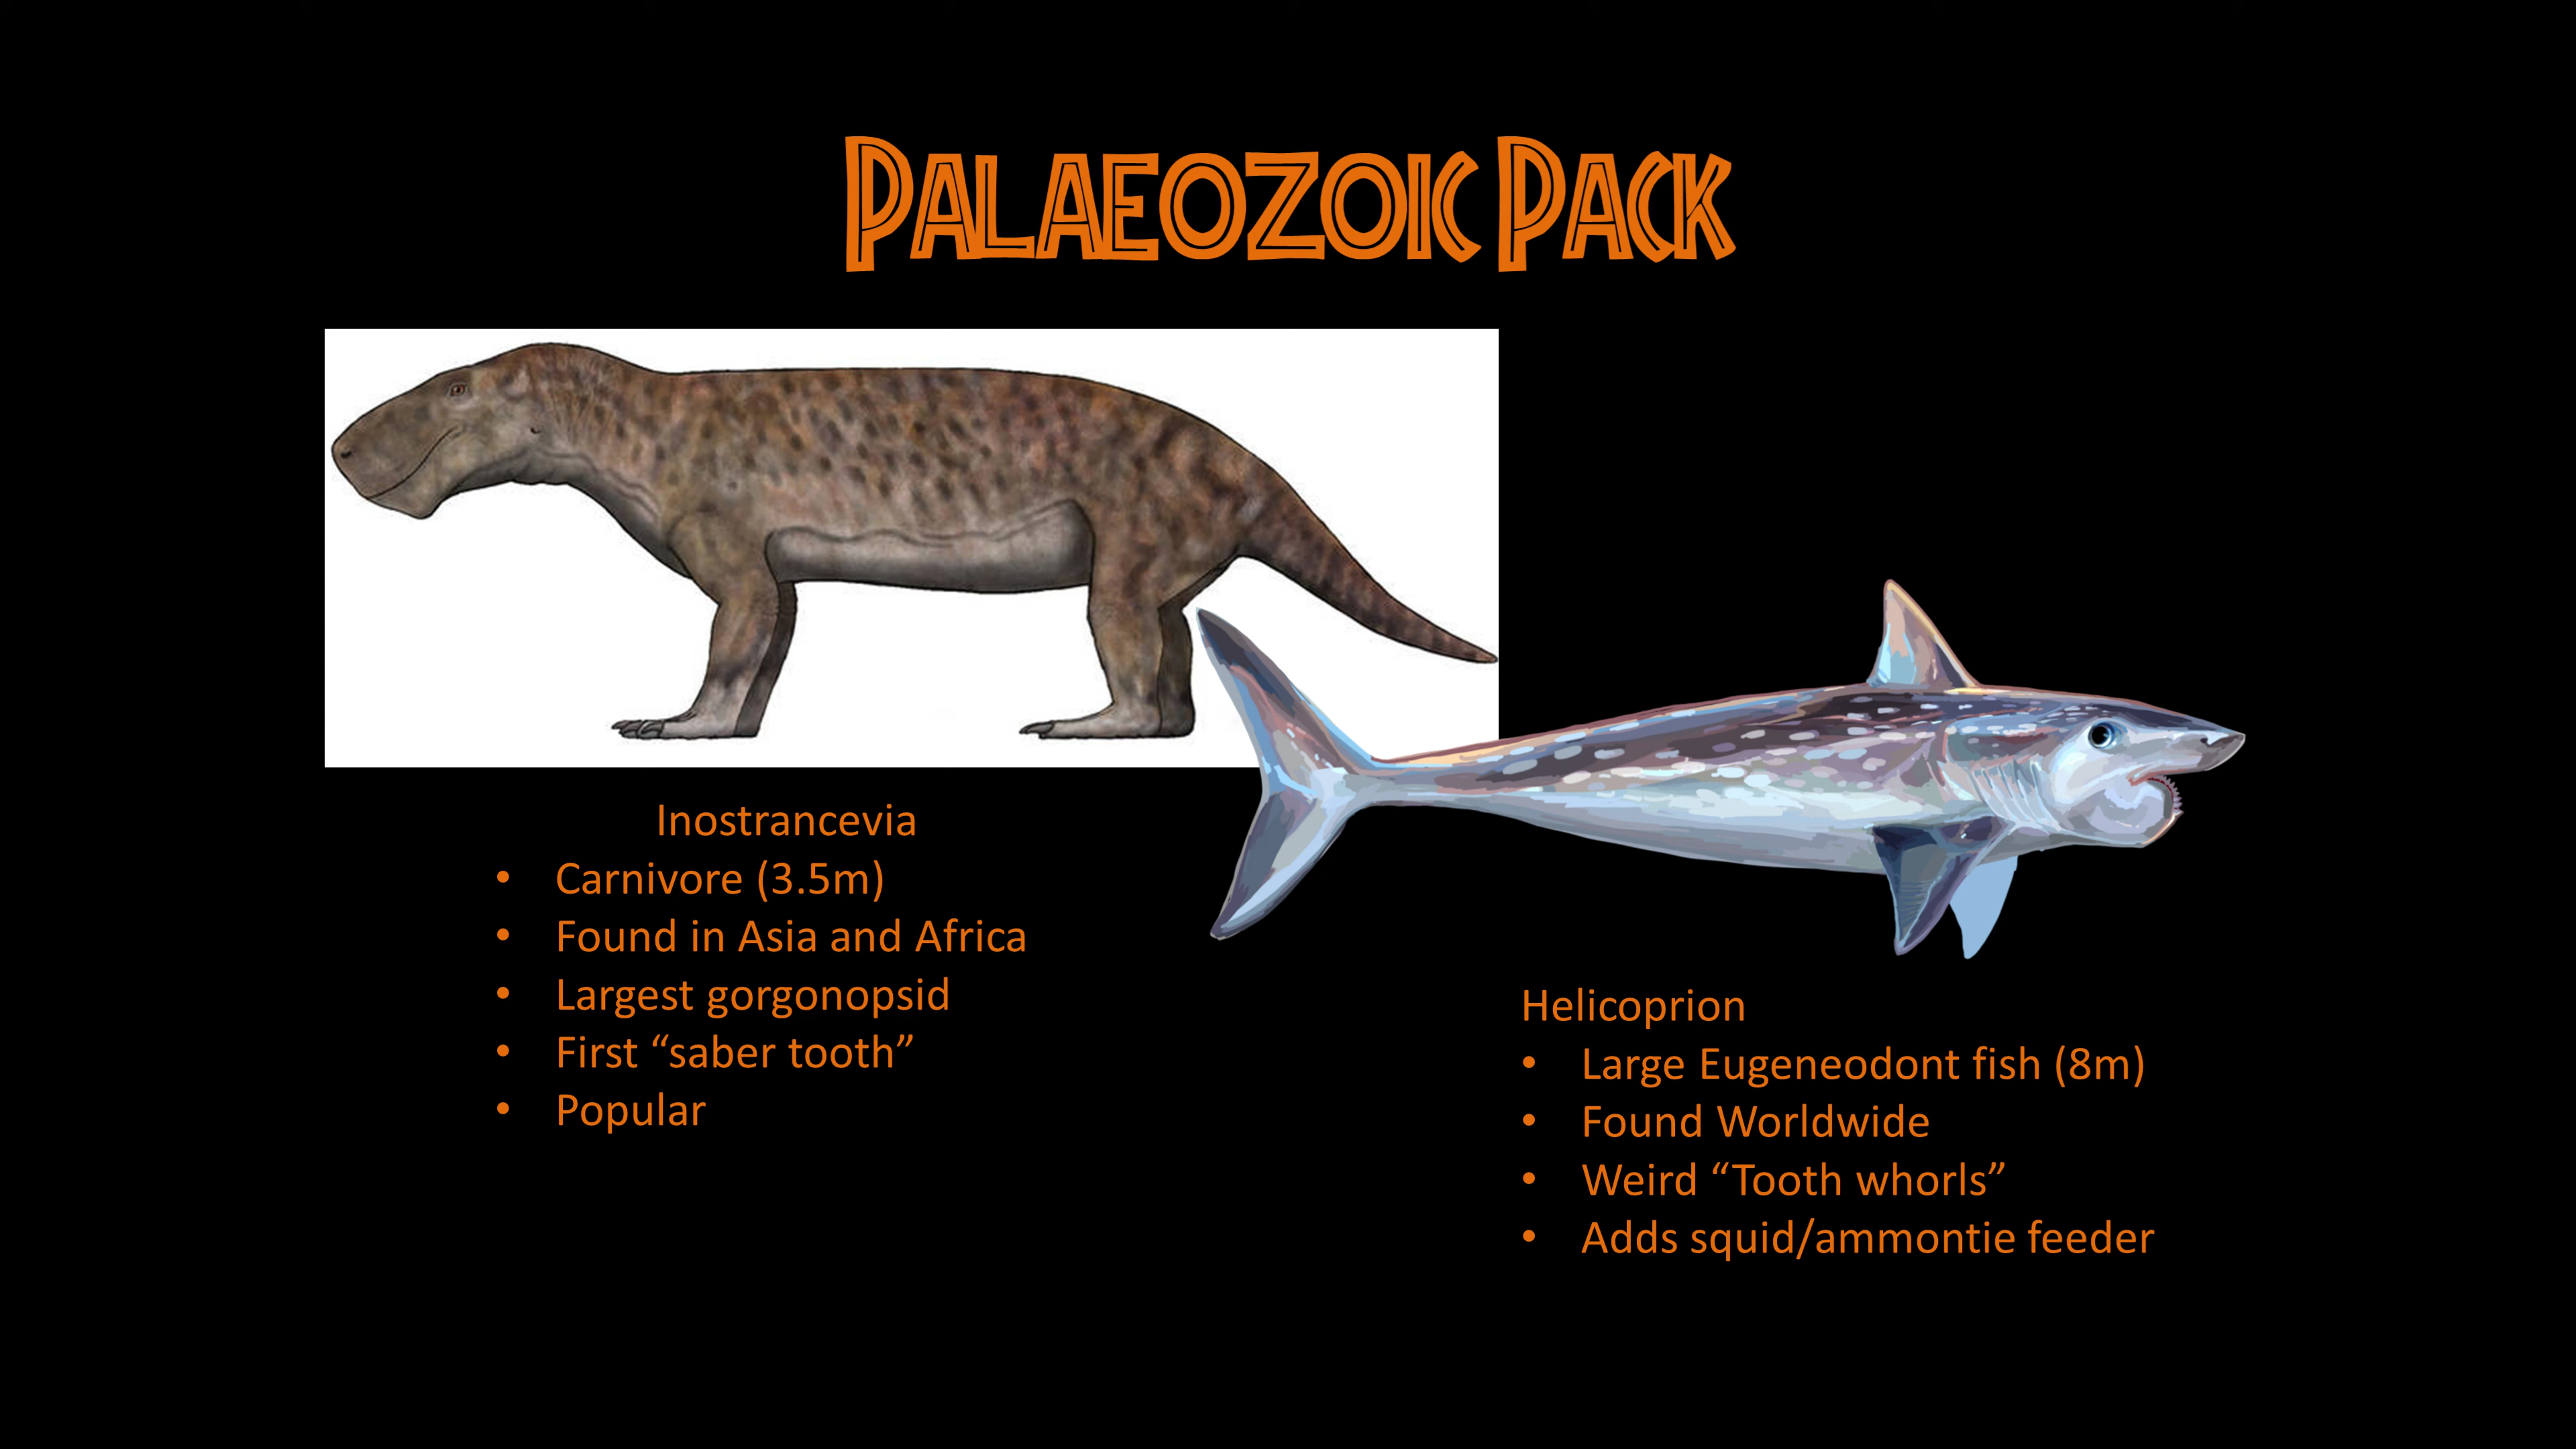 Palaeozoic Pack
Inostrancevia
• Carnivore (3.5m)
• Found in Asia and Africa
• Largest gorgonopsid
• First “saber tooth”
• Popular
Helicoprion
• Large Eugeneodont fish (8m)
• Found Worldwide
• Weird “Tooth whorls”
• Adds squid/ammontie feeder